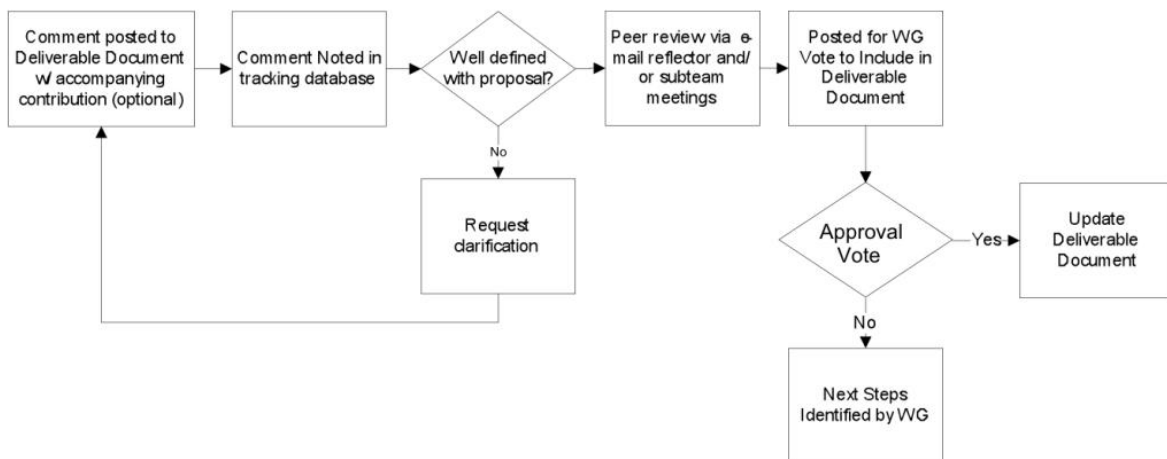 Comment posted to
Deliverable Document
w/ accompanying
contribution (optional)
Comment Noted in
tracking database
Well defined
with proposal?
Peer review via e-
mail reflector and/
or subteam
meetings
Posted for WG
Vote to Include in
Deliverable
Document
No
Request
clarification
Approval
Vote
Yes
Update
Deliverable
Document
No
Next Steps
Identified by WG